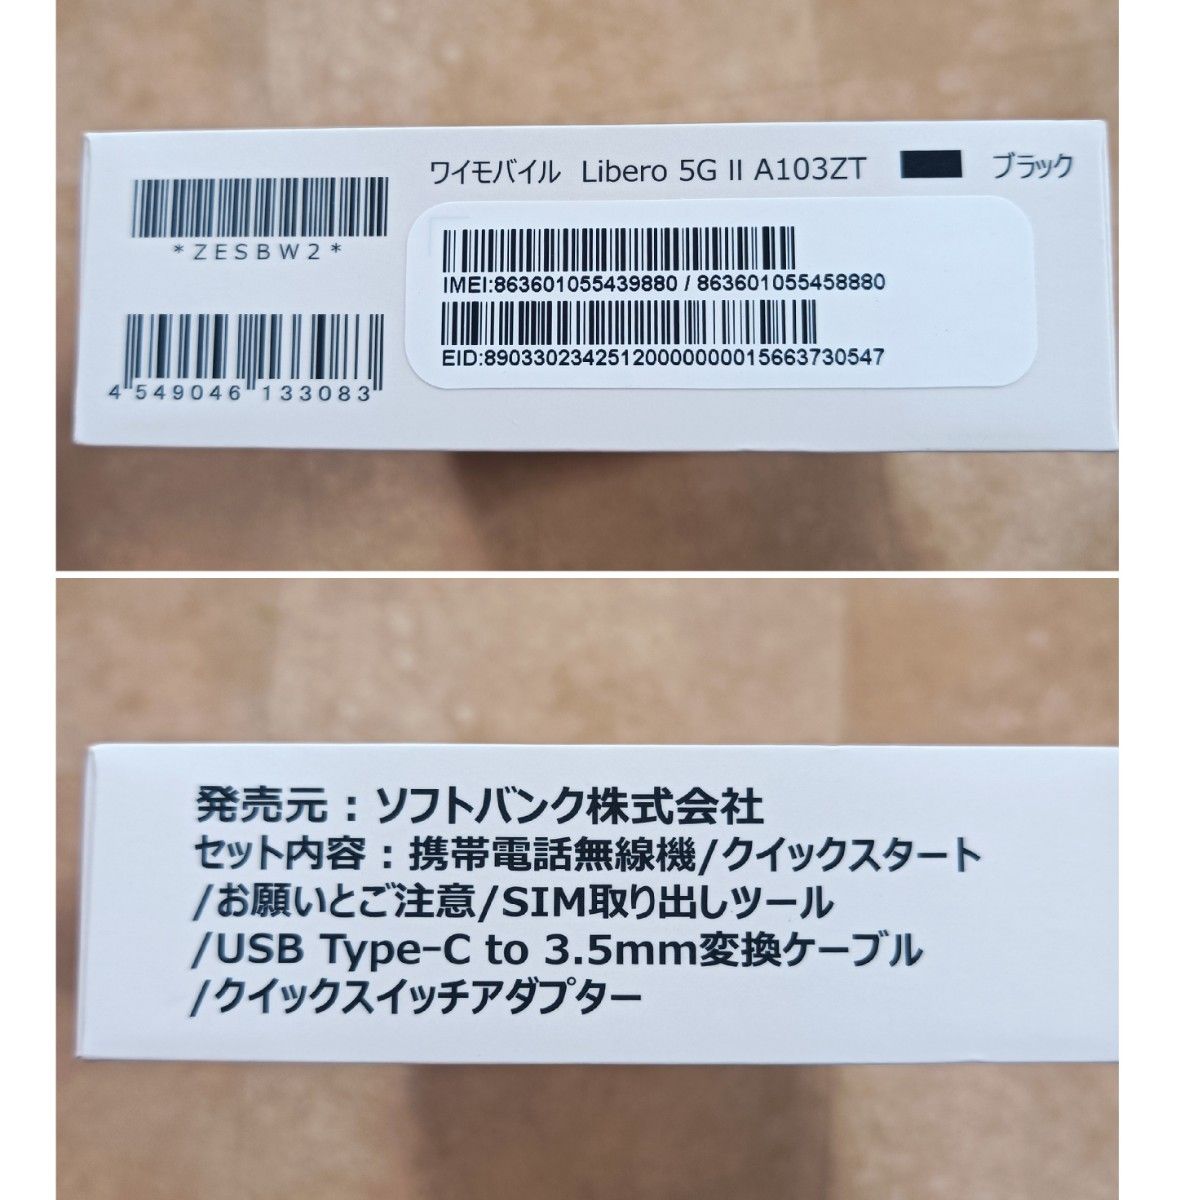 ワイモバイル Libero 5G II A103ZT ブラック
*ZESBW2*
IMEI:863601055439880 / 863601055458880
EID:89033023425120000000015663730547
4 549046 133083
発売元：ソフトバンク株式会社
セット内容：携帯電話無線機/クイックスタート
/お願いとご注意/SIM取り出しツール
/USB Type-C to 3.5mm変換ケーブル
/クイックスイッチアダプター